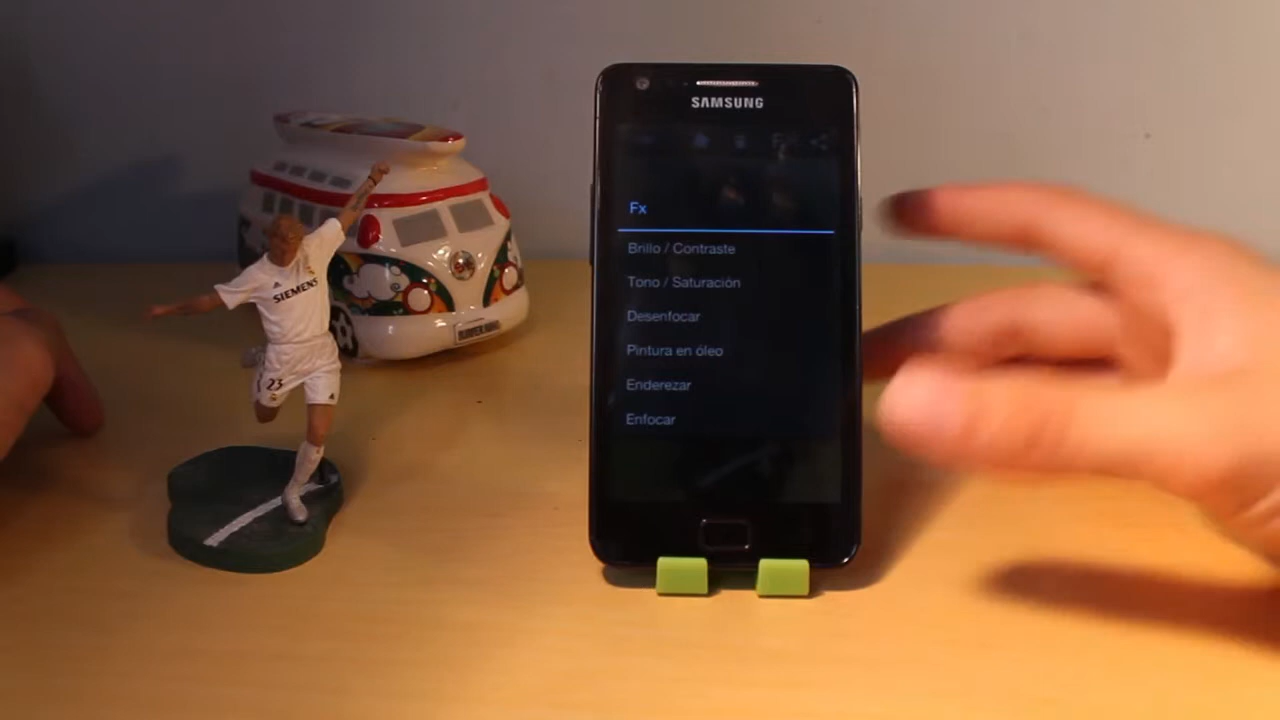 SAMSUNG
Fx
Brillo / Contraste
Tono / Saturación
Desenfocar
Pintura en óleo
Enderezar
Enfocar
SIEMENS
23